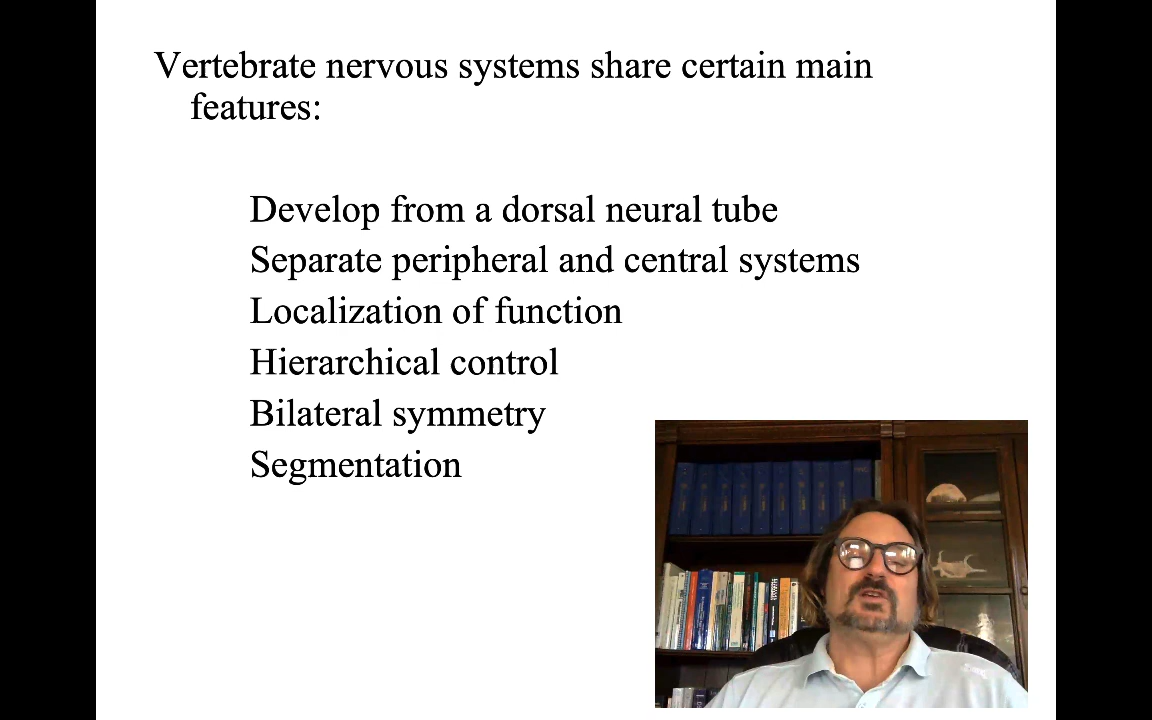 Vertebrate nervous systems share certain main
features:
Develop from a dorsal neural tube
Separate peripheral and central systems
Localization of function
Hierarchical control
Bilateral symmetry
Segmentation